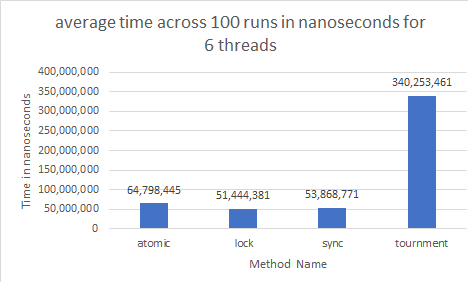 average time across 100 runs in nanoseconds for
6 threads
Time in nanoseconds
400,000,000
350,000,000
300,000,000
250,000,000
200,000,000
150,000,000
100,000,000
50,000,000
0
64,798,445
51,444,381
53,868,771
340,253,461
atomic
lock
sync
tournment
Method Name